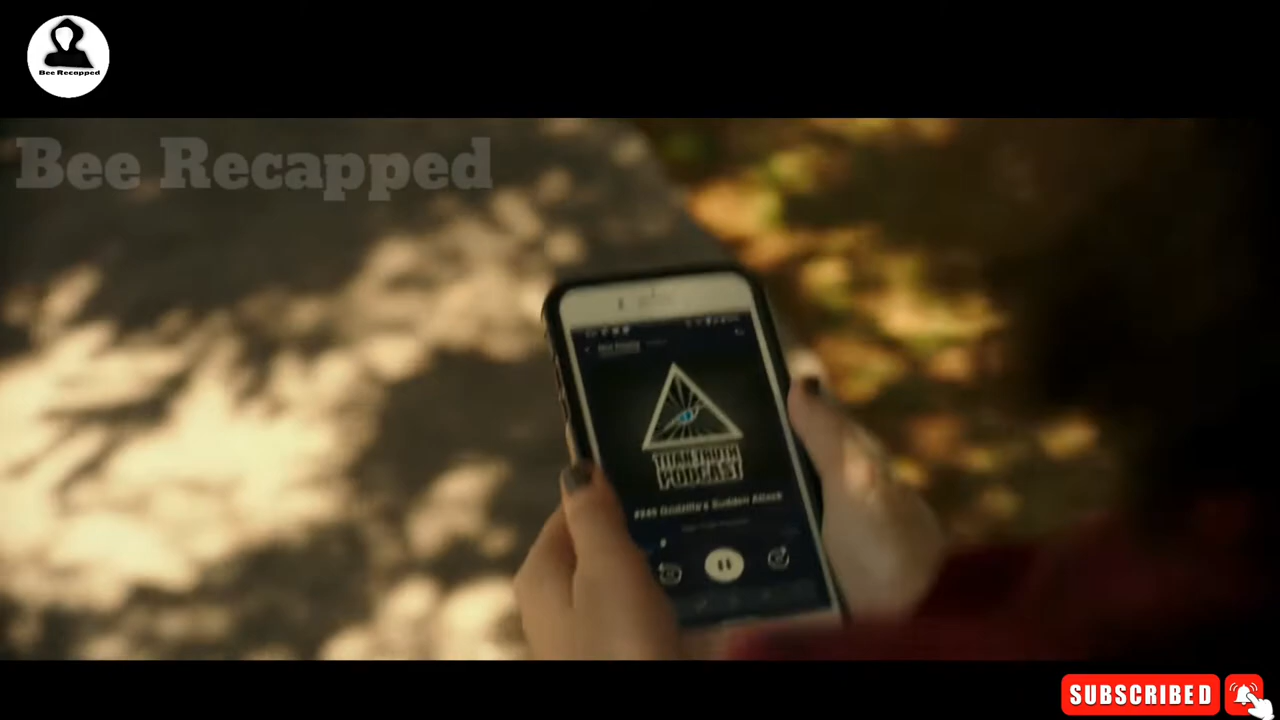 Bee Recapped
Bee Recapped
TITAN TRUTH
PODCAST
Godzilla's Sudden Attack
SUBSCRIBED